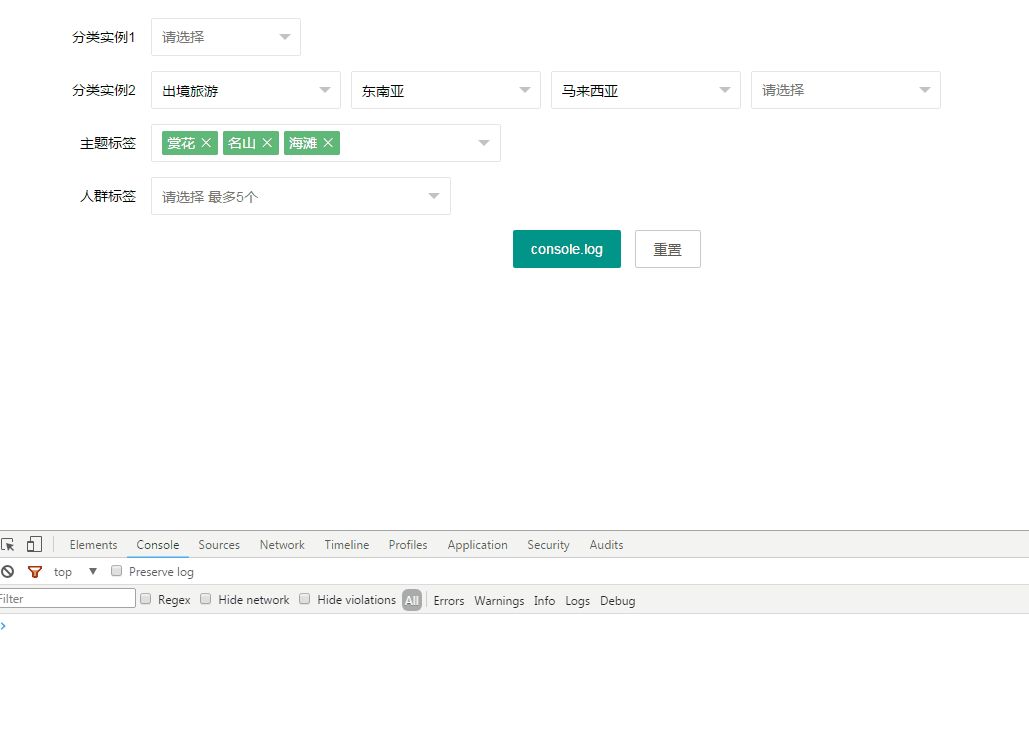 分类实例1 请选择
分类实例2 出境旅游 东南亚 马来西亚 请选择
主题标签 赏花 名山 海滩
人群标签 请选择 最多5个
console.log 重置
Elements Console Sources Network Timeline Profiles Application Security Audits
top Preserve log
Filter Regex Hide network Hide violations All Errors Warnings Info Logs Debug